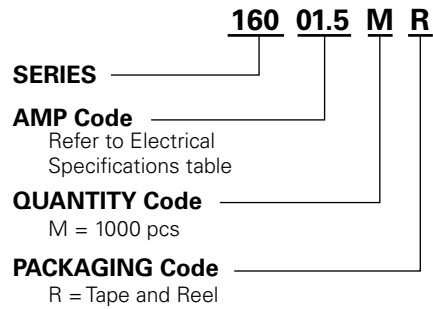 160 01.5 M R
SERIES
AMP Code
Refer to Electrical
Specifications table
QUANTITY Code
M = 1000 pcs
PACKAGING Code
R = Tape and Reel